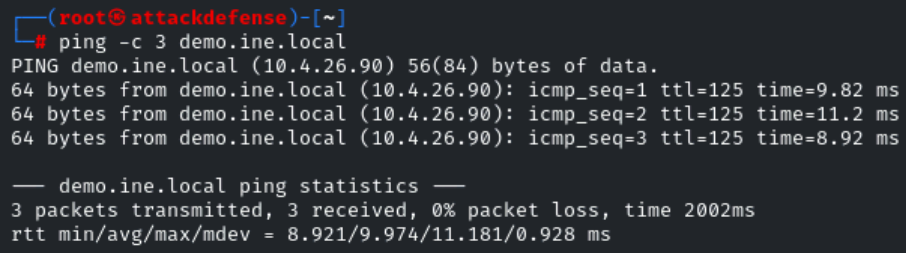 ┌──(root㉿attackdefense)-[~]
└─# ping -c 3 demo.ine.local
PING demo.ine.local (10.4.26.90) 56(84) bytes of data.
64 bytes from demo.ine.local (10.4.26.90): icmp_seq=1 ttl=125 time=9.82 ms
64 bytes from demo.ine.local (10.4.26.90): icmp_seq=2 ttl=125 time=11.2 ms
64 bytes from demo.ine.local (10.4.26.90): icmp_seq=3 ttl=125 time=8.92 ms
--- demo.ine.local ping statistics ---
3 packets transmitted, 3 received, 0% packet loss, time 2002ms
rtt min/avg/max/mdev = 8.921/9.974/11.181/0.928 ms